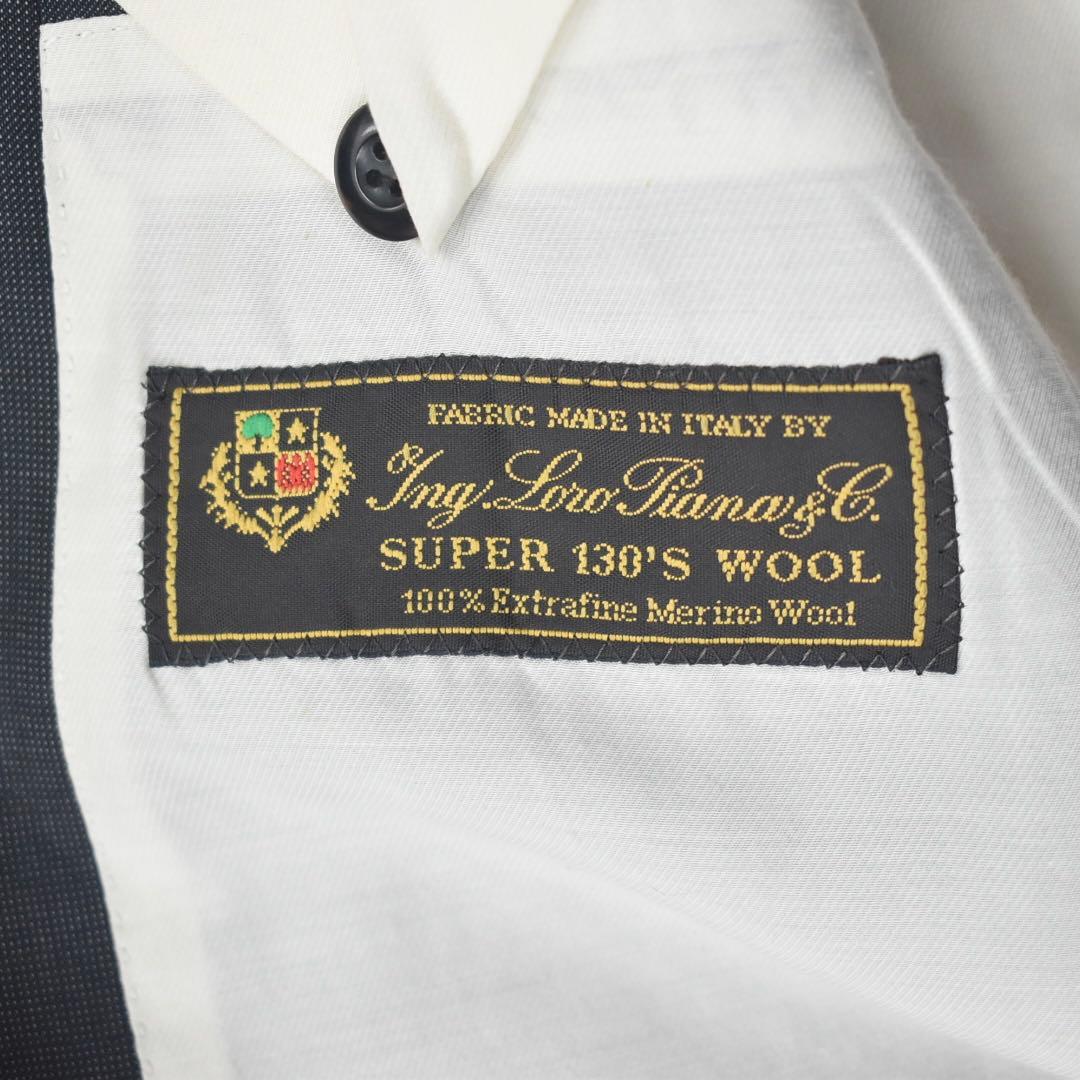 FABRIC MADE IN ITALY BY
Ing. Loro Piana & C.
SUPER 130'S WOOL
100% Extrafine Merino Wool